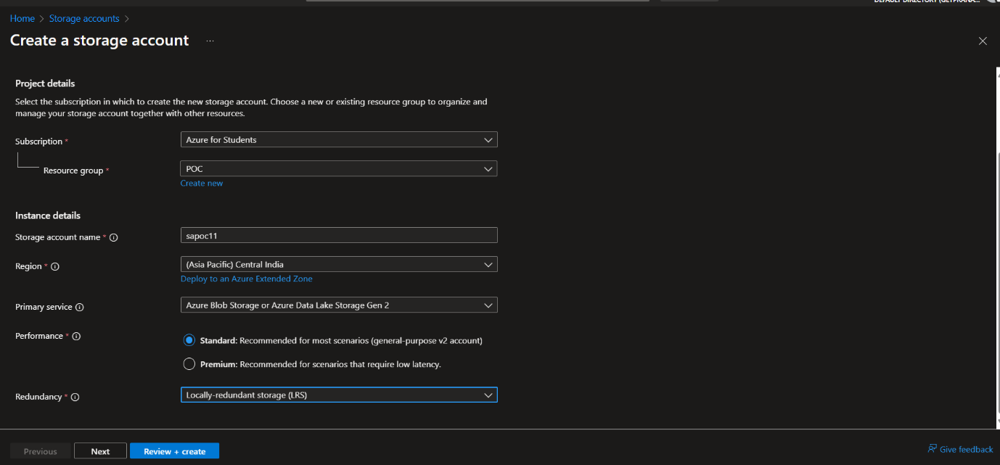 DEFAULT DIRECTORY (GETPRANA...
Home > Storage accounts >
Create a storage account ...
Project details
Select the subscription in which to create the new storage account. Choose a new or existing resource group to organize and
manage your storage account together with other resources.
Subscription * Azure for Students
Resource group * POC
Create new
Instance details
Storage account name * sapoc11
Region * (Asia Pacific) Central India
Deploy to an Azure Extended Zone
Primary service Azure Blob Storage or Azure Data Lake Storage Gen 2
Performance * Standard: Recommended for most scenarios (general-purpose v2 account)
Premium: Recommended for scenarios that require low latency.
Redundancy * Locally-redundant storage (LRS)
Previous Next Review + create Give feedback